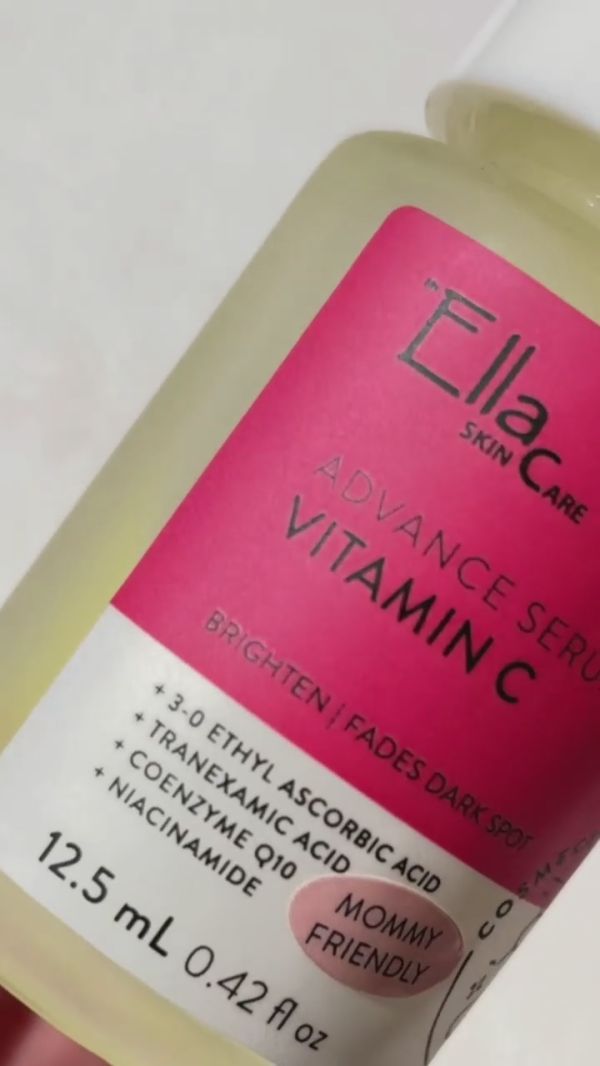 Ella
SKIN CARE
ADVANCE SERU
VITAMIN C
BRIGHTEN | FADES DARK SPOT
+ 3-0 ETHYL ASCORBIC ACID
+ TRANEXAMIC ACID
+ COENZYME Q10
+ NIACINAMIDE
12.5 mL 0.42 fl oz
MOMMY
FRIENDLY